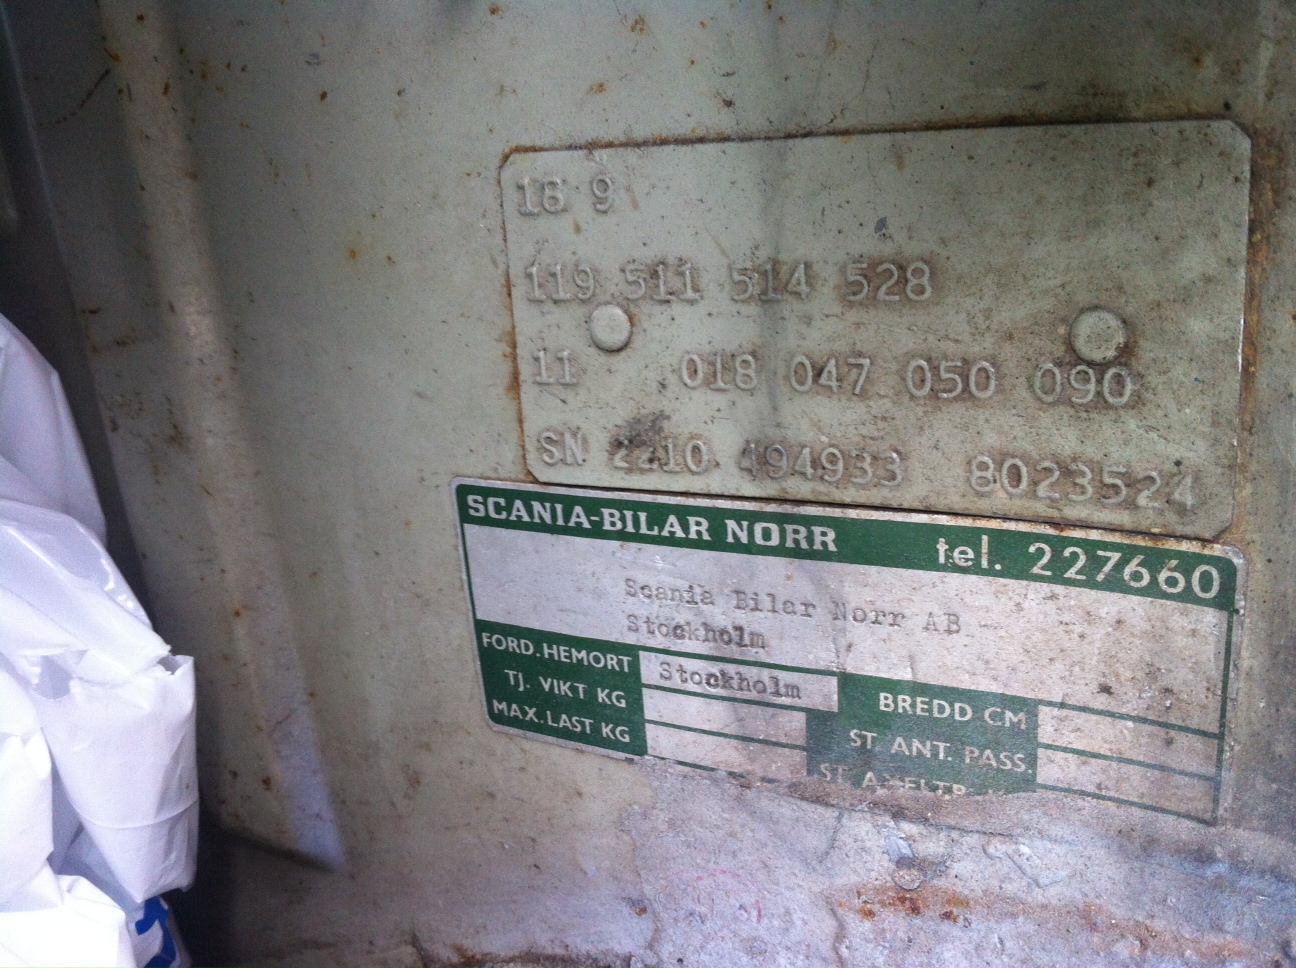 18 9
119 511 514 528
11 018 047 050 090
SN 2210 494933 8023524
SCANIA-BILAR NORR tel. 227660
Scania Bilar Norr AB
Stockholm
FORD. HEMORT Stockholm BREDD CM
TJ. VIKT KG ST ANT. PASS.
MAX. LAST KG ST AXELTR.